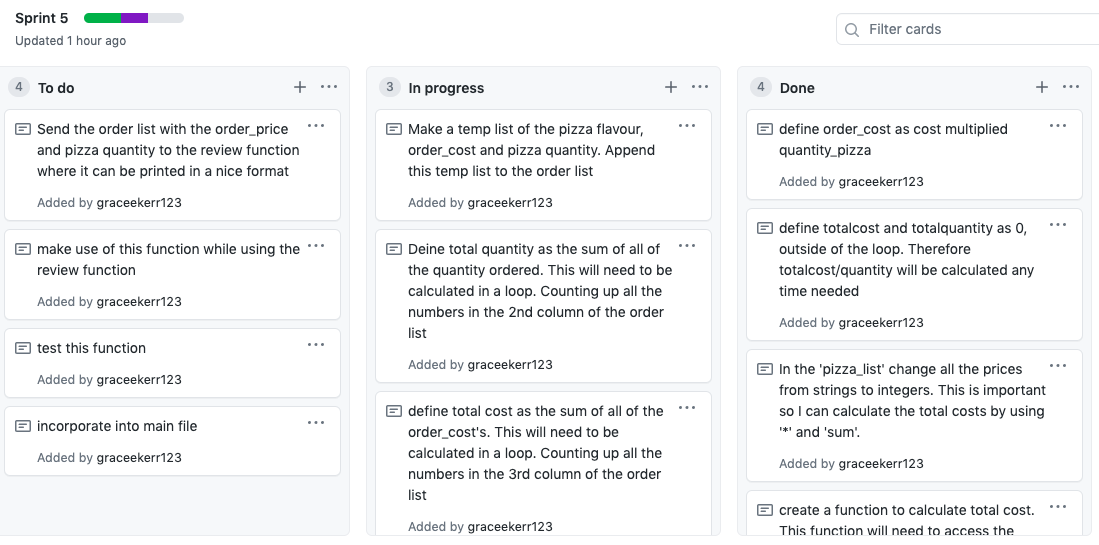 Sprint 5
Updated 1 hour ago
Filter cards
4 To do
Send the order list with the order_price
and pizza quantity to the review function
where it can be printed in a nice format
Added by graceekerr123
make use of this function while using the
review function
Added by graceekerr123
test this function
Added by graceekerr123
incorporate into main file
Added by graceekerr123
3 In progress
Make a temp list of the pizza flavour,
order_cost and pizza quantity. Append
this temp list to the order list
Added by graceekerr123
Deine total quantity as the sum of all of
the quantity ordered. This will need to be
calculated in a loop. Counting up all the
numbers in the 2nd column of the order
list
Added by graceekerr123
define total cost as the sum of all of the
order_cost's. This will need to be
calculated in a loop. Counting up all the
numbers in the 3rd column of the order
list
Added by graceekerr123
4 Done
define order_cost as cost multiplied
quantity_pizza
Added by graceekerr123
define totalcost and totalquantity as 0,
outside of the loop. Therefore
totalcost/quantity will be calculated any
time needed
Added by graceekerr123
In the 'pizza_list' change all the prices
from strings to integers. This is important
so I can calculate the total costs by using
'*' and 'sum'.
Added by graceekerr123
create a function to calculate total cost.
This function will need to access the